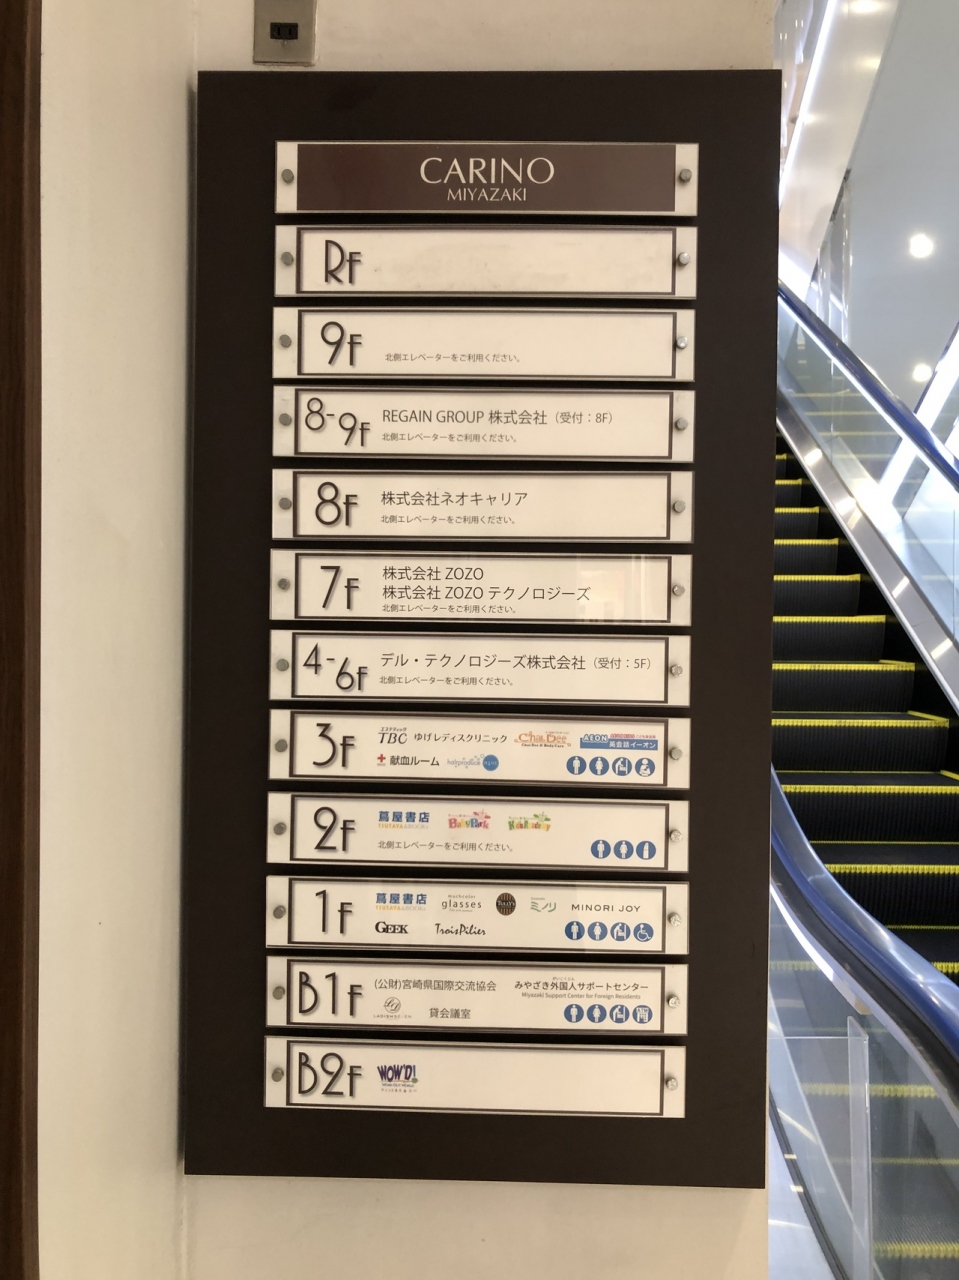 CARINO
MIYAZAKI
RF
9F
北側エレベーターをご利用ください。
8-9F
REGAIN GROUP 株式会社（受付：8F）
北側エレベーターをご利用ください。
8F
株式会社ネオキャリア
北側エレベーターをご利用ください。
7F
株式会社 ZOZO
株式会社 ZOZO テクノロジーズ
北側エレベーターをご利用ください。
4-6F
デル・テクノロジーズ株式会社（受付：5F）
北側エレベーターをご利用ください。
3F
エステティック
TBC ゆげレディスクリニック Chai Dee AEON
英会話イーオン
献血ルーム
2F
蔦屋書店 BabyPark
北側エレベーターをご利用ください。
1F
蔦屋書店 glasses TULLY'S ミノリ MINORI JOY
GEEK TroisPilier
B1F
(公財)宮崎県国際交流協会 みやざき外国人サポートセンター
Miyazaki Support Center for Foreign Residents
貸会議室
B2F
WOW'D!